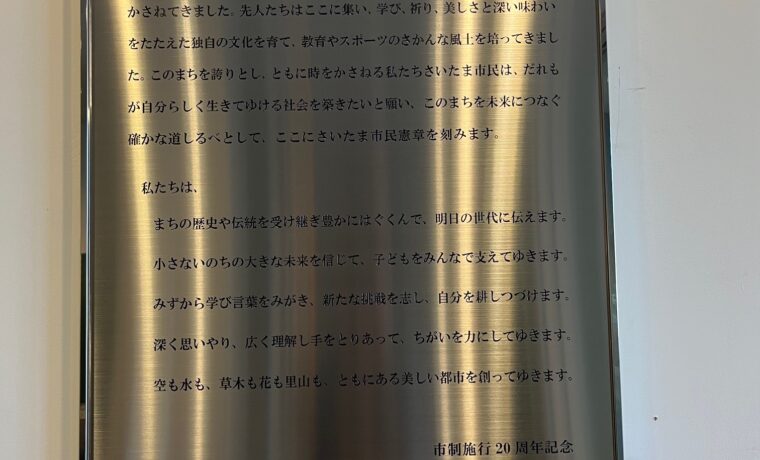 かさねてきました。先人たちはここに集い、学び、祈り、美しさと深い味わい
をたたえた独自の文化を育て、教育やスポーツのさかんな風土を培ってきまし
た。このまちを誇りとし、ともに時をかさねる私たちさいたま市民は、だれも
が自分らしく生きてゆける社会を築きたいと願い、このまちを未来につなぐ
確かな道しるべとして、ここにさいたま市民憲章を刻みます。
私たちは、
まちの歴史や伝統を受け継ぎ豊かにはぐくんで、明日の世代に伝えます。
小さないのちの大きな未来を信じて、子どもをみんなで支えてゆきます。
みずから学び言葉をみがき、新たな挑戦を志し、自分を耕しつづけます。
深く思いやり、広く理解し手をとりあって、ちがいを力にしてゆきます。
空も水も、草木も花も里山も、ともにある美しい都市を創ってゆきます。
市制施行20周年記念